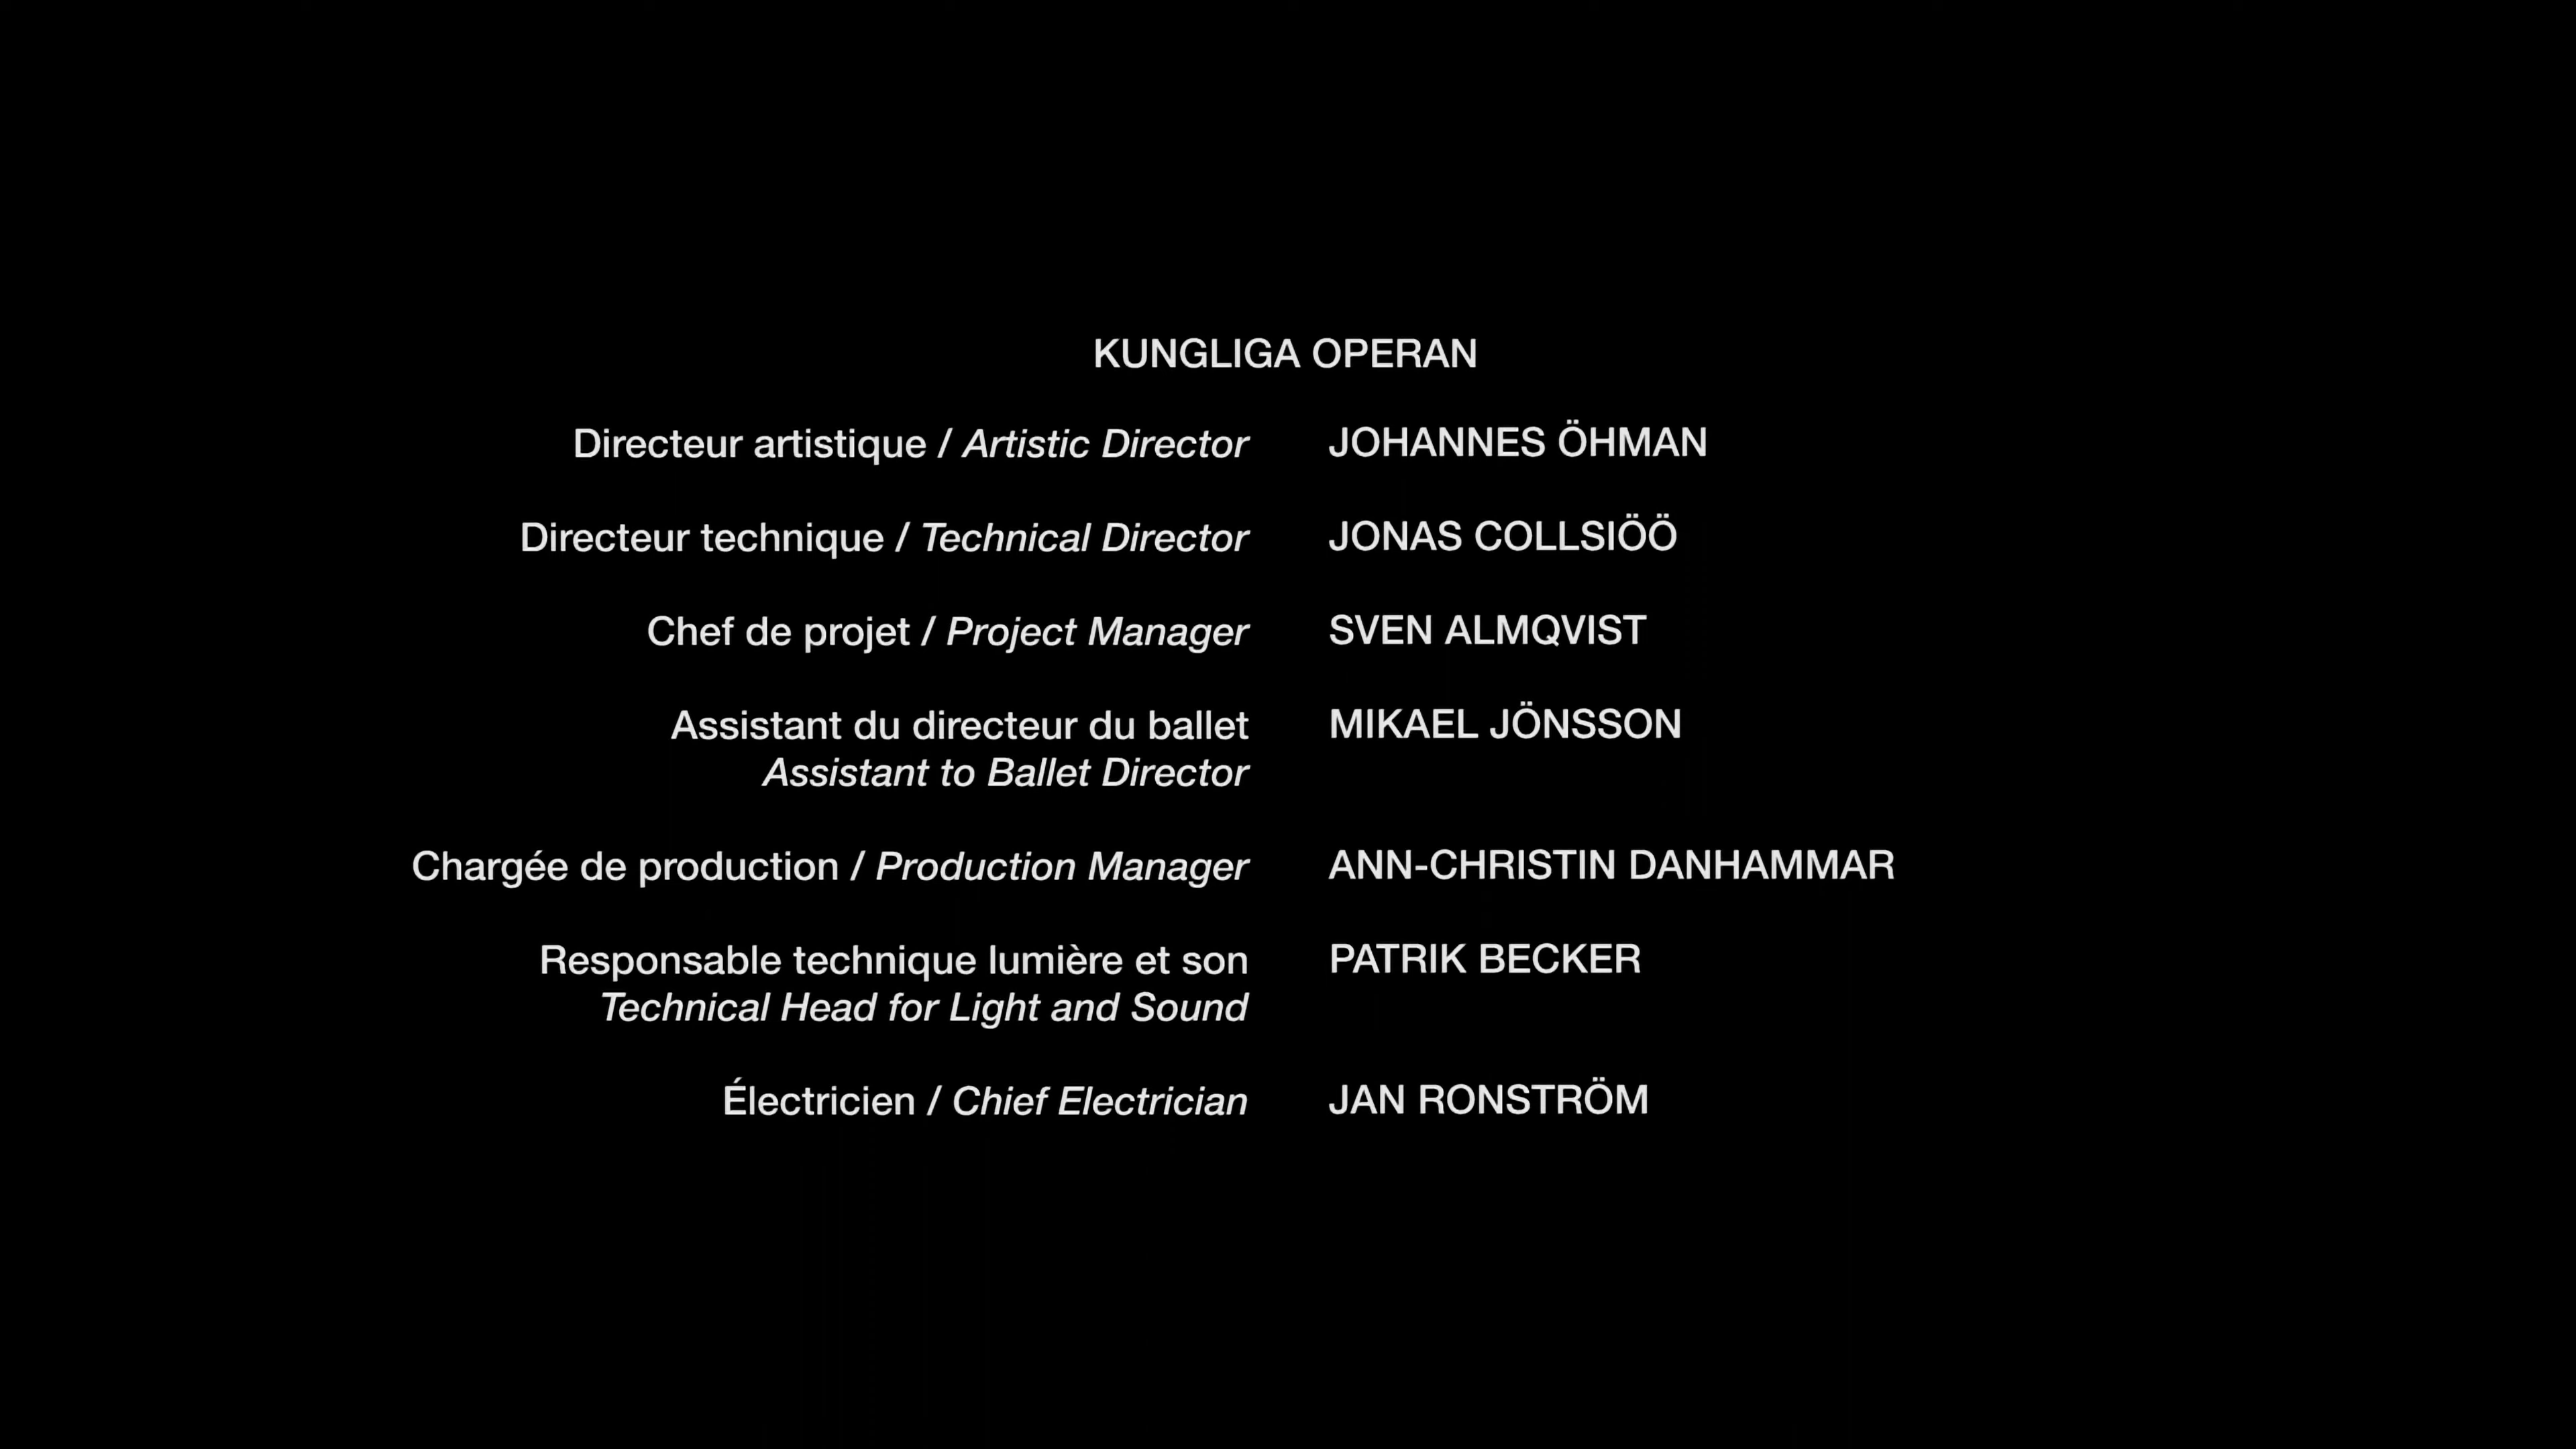 KUNGLIGA OPERAN
Directeur artistique / Artistic Director JOHANNES ÖHMAN
Directeur technique / Technical Director JONAS COLLSIÖÖ
Chef de projet / Project Manager SVEN ALMQVIST
Assistant du directeur du ballet MIKAEL JÖNSSON
Assistant to Ballet Director
Chargée de production / Production Manager ANN-CHRISTIN DANHAMMAR
Responsable technique lumière et son PATRIK BECKER
Technical Head for Light and Sound
Électricien / Chief Electrician JAN RONSTRÖM